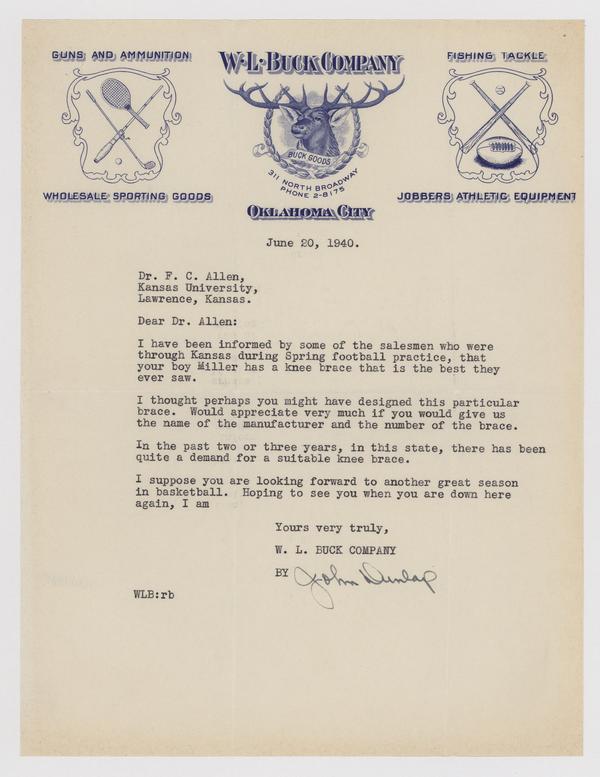 GUNS AND AMMUNITION
W·L·BUCK COMPANY
FISHING TACKLE
BUCK GOODS
311 NORTH BROADWAY
PHONE 2-8175
WHOLESALE SPORTING GOODS
JOBBERS ATHLETIC EQUIPMENT
OKLAHOMA CITY
June 20, 1940.
Dr. F. C. Allen,
Kansas University,
Lawrence, Kansas.
Dear Dr. Allen:
I have been informed by some of the salesmen who were
through Kansas during Spring football practice, that
your boy Miller has a knee brace that is the best they
ever saw.
I thought perhaps you might have designed this particular
brace. Would appreciate very much if you would give us
the name of the manufacturer and the number of the brace.
In the past two or three years, in this state, there has been
quite a demand for a suitable knee brace.
I suppose you are looking forward to another great season
in basketball. Hoping to see you when you are down here
again, I am
Yours very truly,
W. L. BUCK COMPANY
BY John Dunlap
WLB:rb